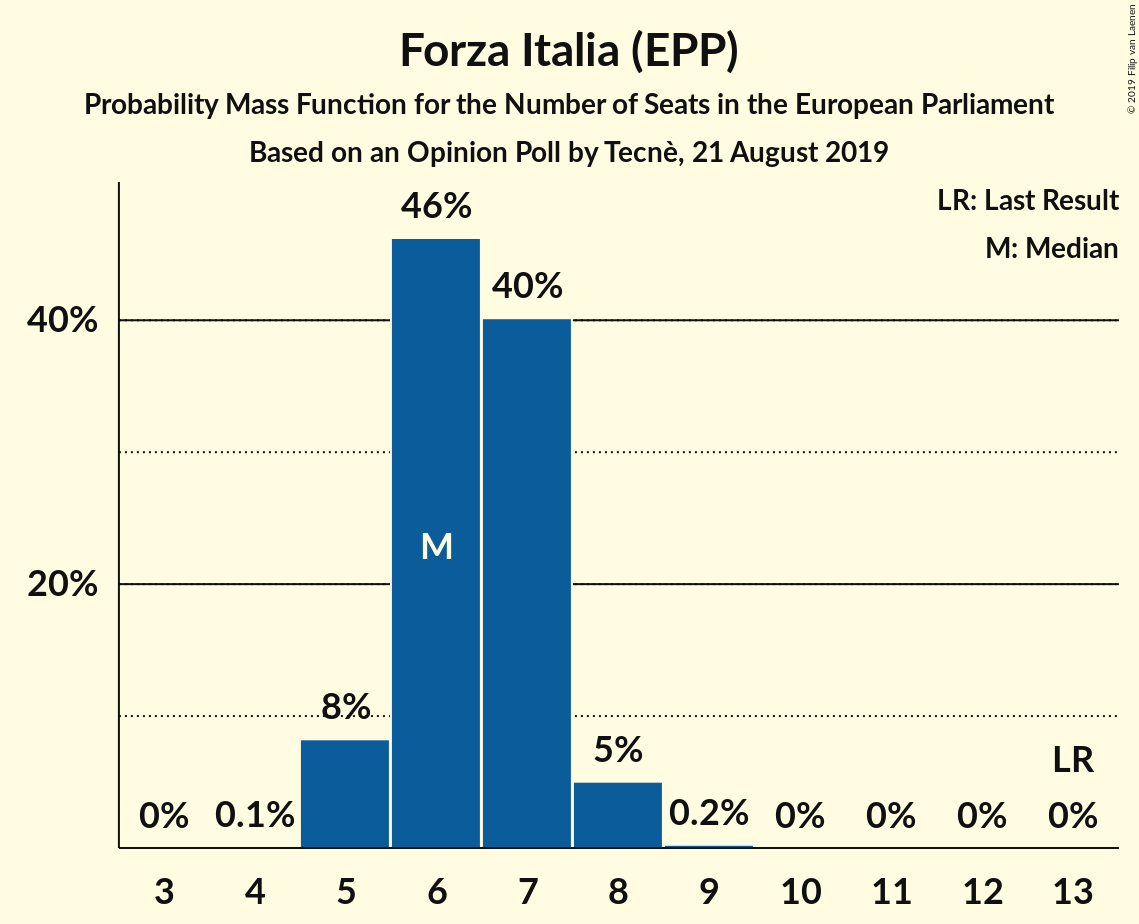 Forza Italia (EPP)
Probability Mass Function for the Number of Seats in the European Parliament
Based on an Opinion Poll by Tecnè, 21 August 2019
© 2019 Filip van Laenen
LR: Last Result
M: Median
46%
40%
40%
M
20%
8%
5%
LR
0%
0.1%
0.2%
0%
0%
0%
0%
3 4 5 6 7 8 9 10 11 12 13